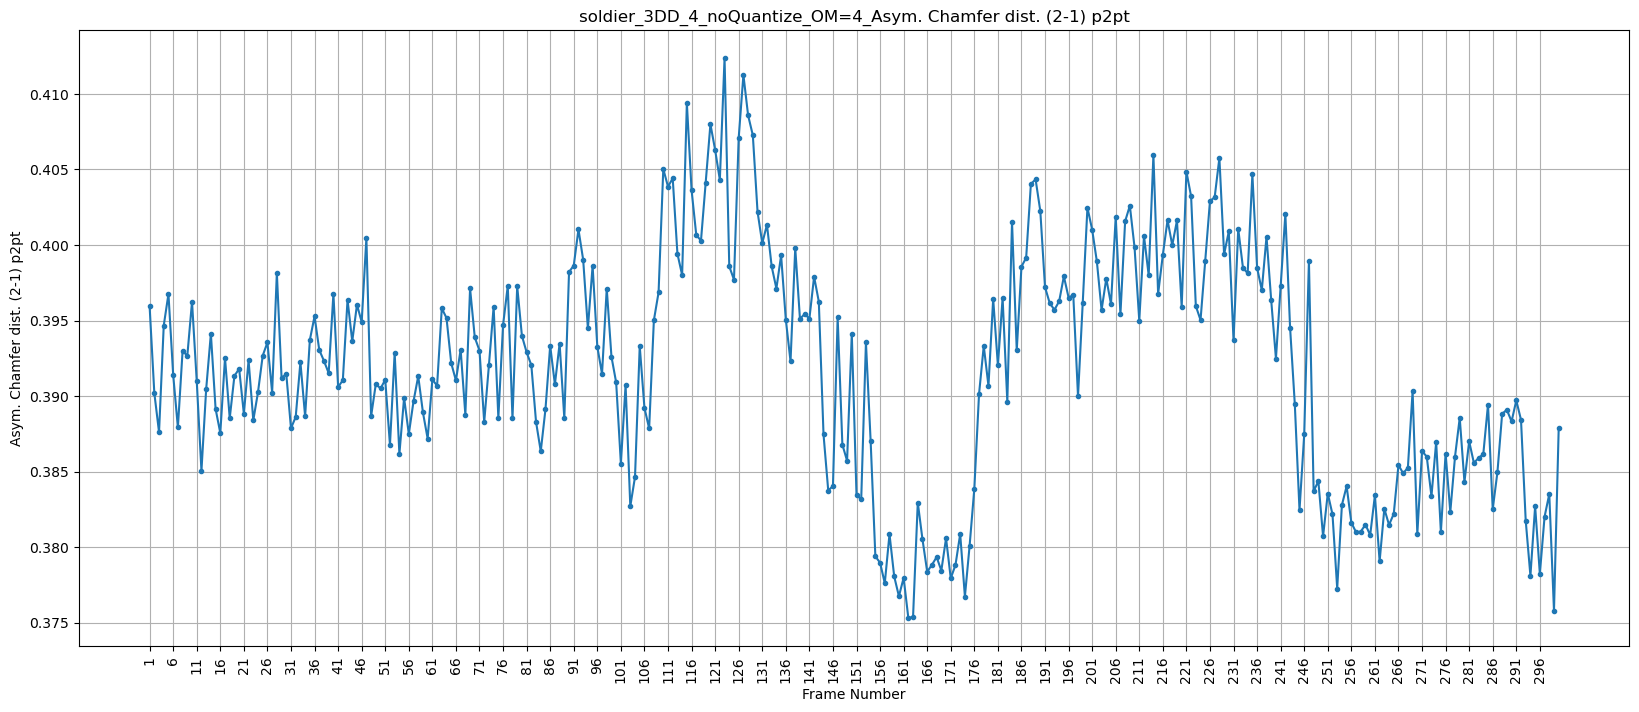 soldier_3DD_4_noQuantize_OM=4_Asym. Chamfer dist. (2-1) p2pt
Asym. Chamfer dist. (2-1) p2pt
0.410
0.405
0.400
0.395
0.390
0.385
0.380
0.375
1 6 11 16 21 26 31 36 41 46 51 56 61 66 71 76 81 86 91 96 101 106 111 116 121 126 131 136 141 146 151 156 161 166 171 176 181 186 191 196 201 206 211 216 221 226 231 236 241 246 251 256 261 266 271 276 281 286 291 296
Frame Number